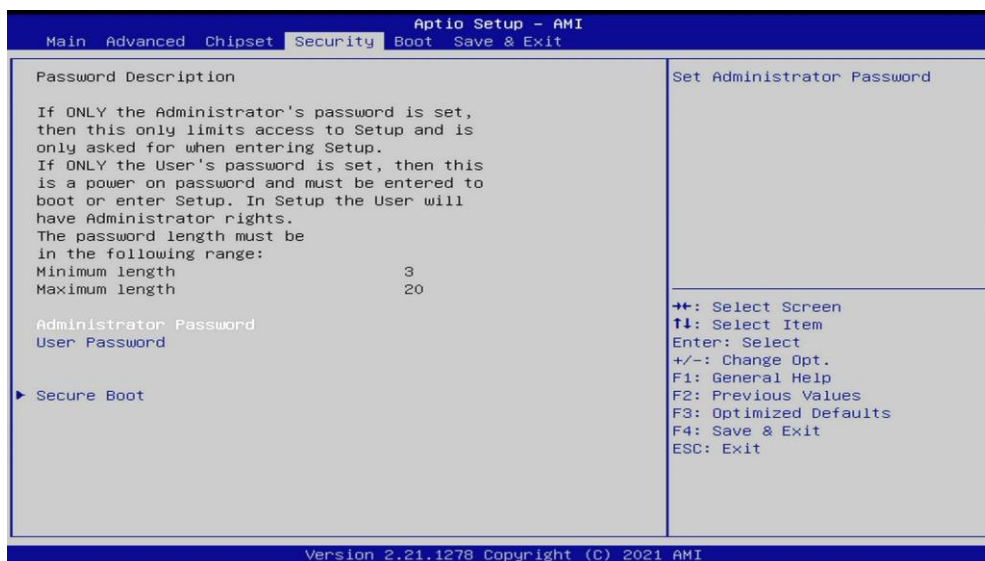 Aptio Setup – AMI
Main Advanced Chipset Security Boot Save & Exit
Password Description
If ONLY the Administrator's password is set,
then this only limits access to Setup and is
only asked for when entering Setup.
If ONLY the User's password is set, then this
is a power on password and must be entered to
boot or enter Setup. In Setup the User will
have Administrator rights.
The password length must be
in the following range:
Minimum length 3
Maximum length 20
Administrator Password
User Password
► Secure Boot
Set Administrator Password
→←: Select Screen
↑↓: Select Item
Enter: Select
+/-: Change Opt.
F1: General Help
F2: Previous Values
F3: Optimized Defaults
F4: Save & Exit
ESC: Exit
Version 2.21.1278 Copyright (C) 2021 AMI